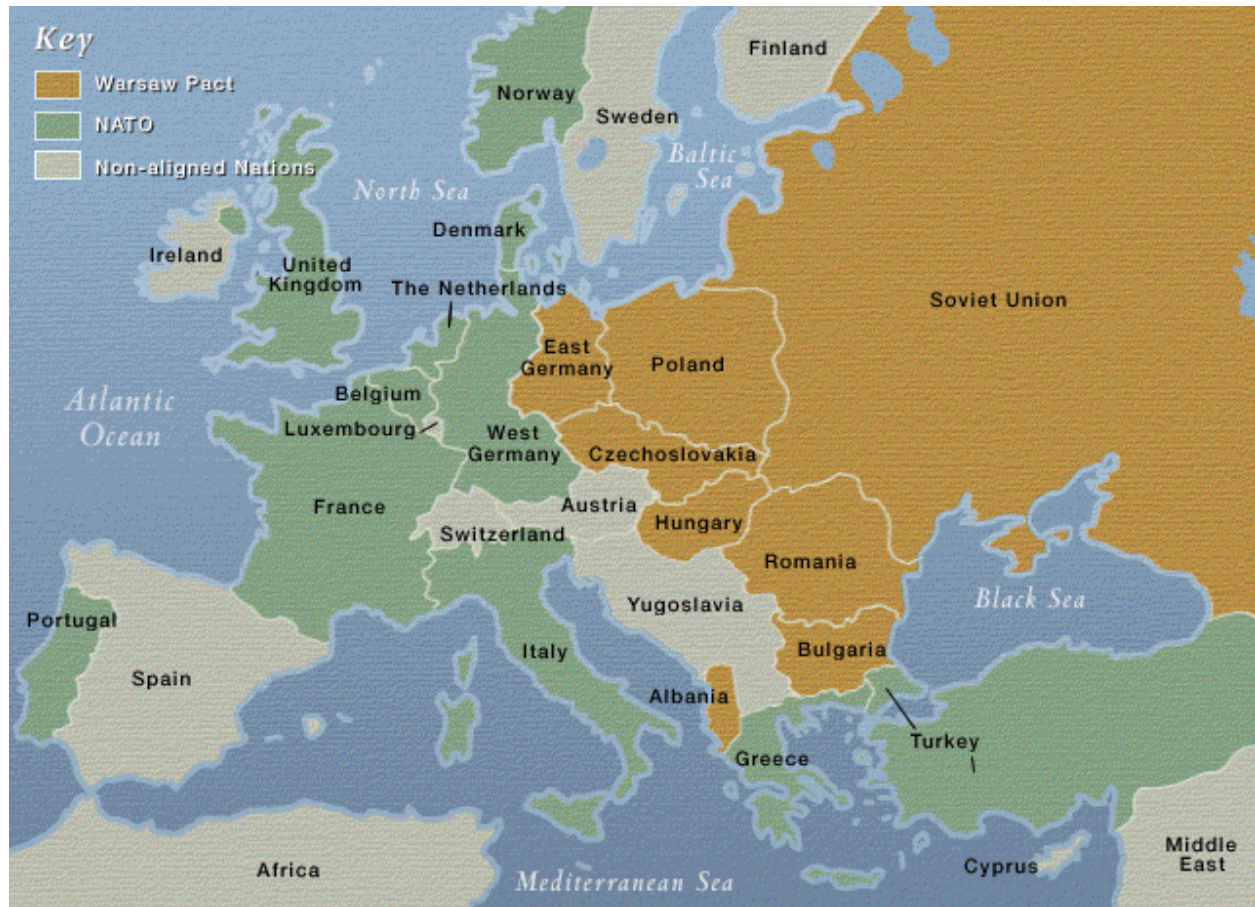 Key
Warsaw Pact
NATO
Non-aligned Nations
Finland
Norway
Sweden
Baltic
Sea
North Sea
Denmark
Ireland
United
Kingdom
The Netherlands
Soviet Union
East
Germany
Poland
Belgium
Atlantic
Ocean
Luxembourg
West
Germany
Czechoslovakia
France
Austria
Hungary
Switzerland
Romania
Black Sea
Yugoslavia
Portugal
Italy
Bulgaria
Spain
Albania
Turkey
Greece
Middle
East
Africa
Cyprus
Mediterranean Sea